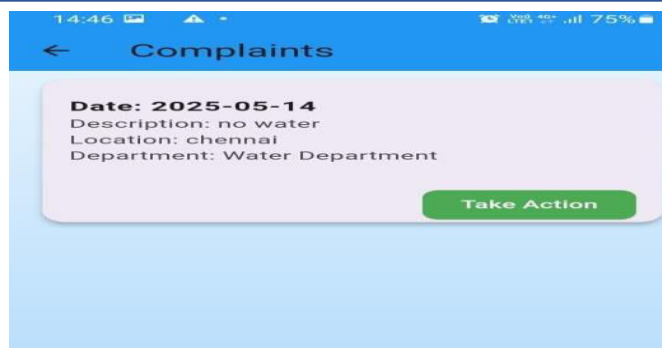 14:46
75%
Complaints
Date: 2025-05-14
Description: no water
Location: chennai
Department: Water Department
Take Action